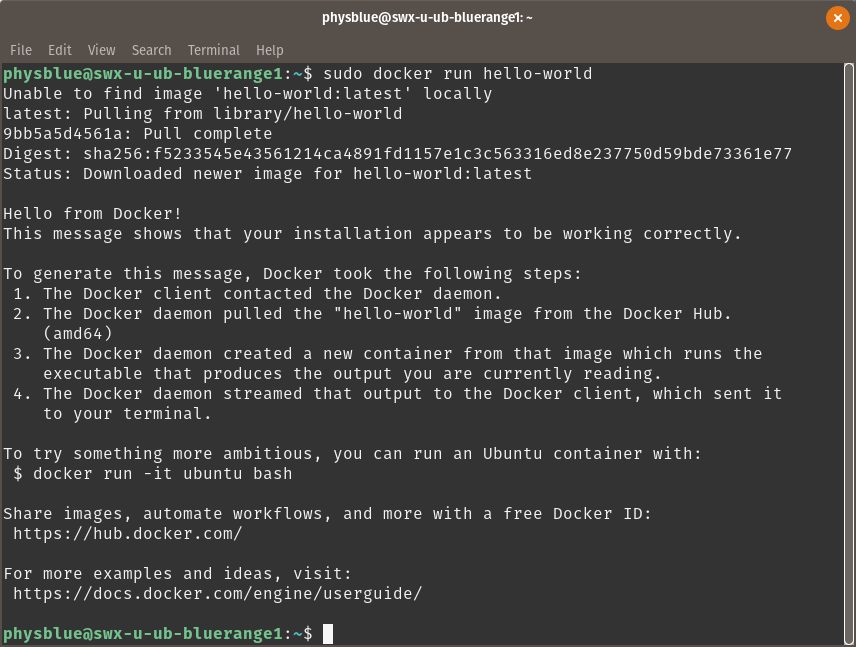 physblue@swx-u-ub-bluerange1: ~
File Edit View Search Terminal Help
physblue@swx-u-ub-bluerange1:~$ sudo docker run hello-world
Unable to find image 'hello-world:latest' locally
latest: Pulling from library/hello-world
9bb5a5d4561a: Pull complete
Digest: sha256:f5233545e43561214ca4891fd1157e1c3c563316ed8e237750d59bde73361e77
Status: Downloaded newer image for hello-world:latest
Hello from Docker!
This message shows that your installation appears to be working correctly.
To generate this message, Docker took the following steps:
1. The Docker client contacted the Docker daemon.
2. The Docker daemon pulled the "hello-world" image from the Docker Hub.
(amd64)
3. The Docker daemon created a new container from that image which runs the
executable that produces the output you are currently reading.
4. The Docker daemon streamed that output to the Docker client, which sent it
to your terminal.
To try something more ambitious, you can run an Ubuntu container with:
$ docker run -it ubuntu bash
Share images, automate workflows, and more with a free Docker ID:
https://hub.docker.com/
For more examples and ideas, visit:
https://docs.docker.com/engine/userguide/
physblue@swx-u-ub-bluerange1:~$